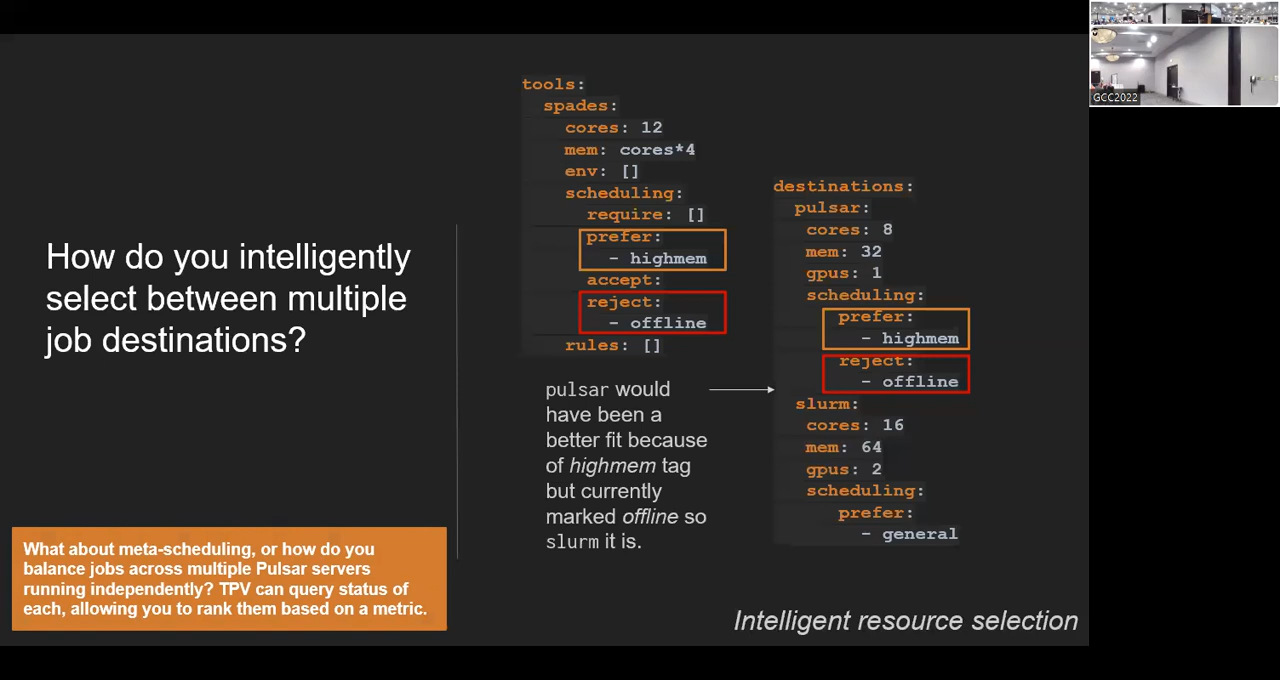 GCC2022
How do you intelligently
select between multiple
job destinations?
What about meta-scheduling, or how do you
balance jobs across multiple Pulsar servers
running independently? TPV can query status of
each, allowing you to rank them based on a metric.
tools:
spades:
cores: 12
mem: cores*4
env: []
scheduling:
require: []
prefer:
- highmem
accept:
reject:
- offline
rules: []
pulsar would
have been a
better fit because
of highmem tag
but currently
marked offline so
slurm it is.
destinations:
pulsar:
cores: 8
mem: 32
gpus: 1
scheduling:
prefer:
- highmem
reject:
- offline
slurm:
cores: 16
mem: 64
gpus: 2
scheduling:
prefer:
- general
Intelligent resource selection